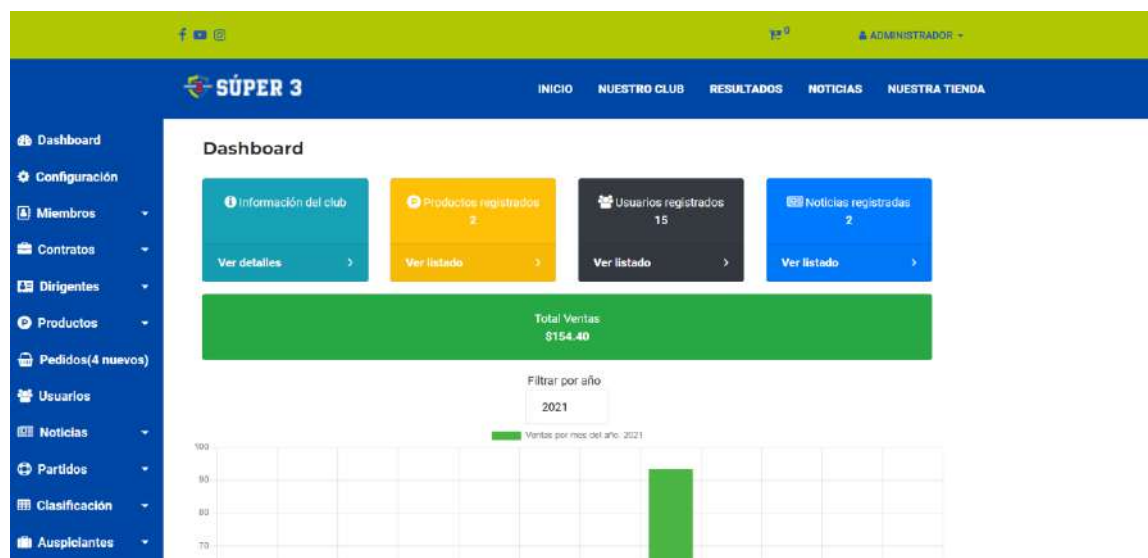 0
ADMINISTRADOR
SÚPER 3
INICIO NUESTRO CLUB RESULTADOS NOTICIAS NUESTRA TIENDA
Dashboard
Configuración
Miembros
Contratos
Dirigentes
Productos
Pedidos(4 nuevos)
Usuarios
Noticias
Partidos
Clasificación
Auspiciantes
Dashboard
Información del club
Ver detalles
Productos registrados
2
Ver listado
Usuarios registrados
15
Ver listado
Noticias registradas
2
Ver listado
Total Ventas
$154.40
Filtrar por año
2021
Ventas por mes del año. 2021
100
90
80
70